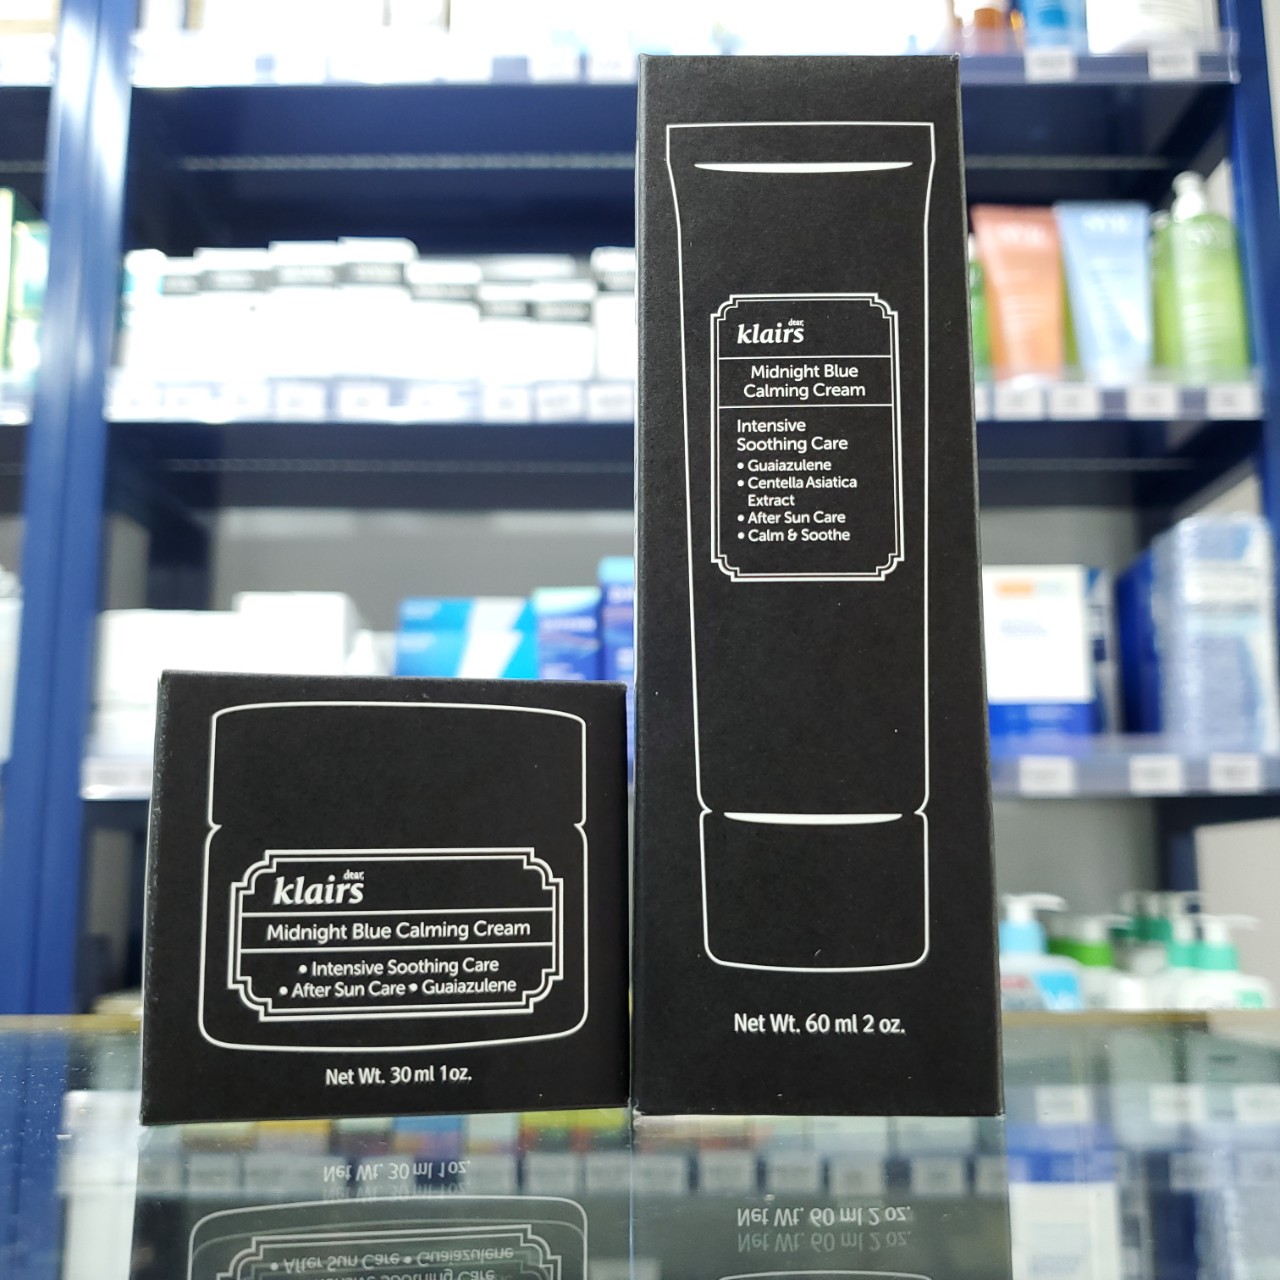 dear,
klairs
Midnight Blue Calming Cream
• Intensive Soothing Care
• After Sun Care • Guaiazulene
Net Wt. 30 ml 1 oz.
dear,
klairs
Midnight Blue
Calming Cream
Intensive
Soothing Care
• Guaiazulene
• Centella Asiatica
Extract
• After Sun Care
• Calm & Soothe
Net Wt. 60 ml 2 oz.